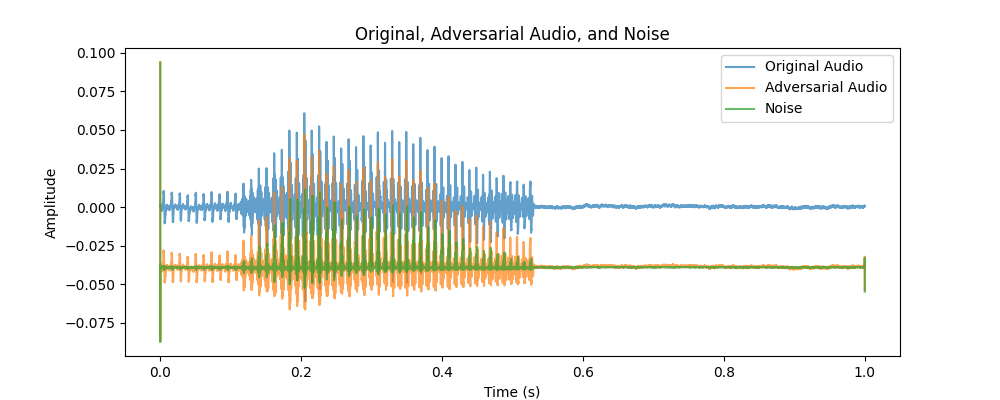 Original, Adversarial Audio, and Noise
Original Audio
Adversarial Audio
Noise
Amplitude
0.100
0.075
0.050
0.025
0.000
−0.025
−0.050
−0.075
0.0 0.2 0.4 0.6 0.8 1.0
Time (s)